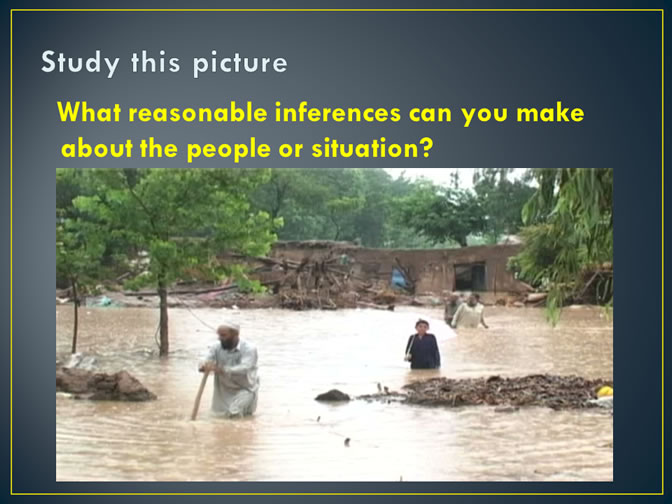 Study this picture
What reasonable inferences can you make
about the people or situation?